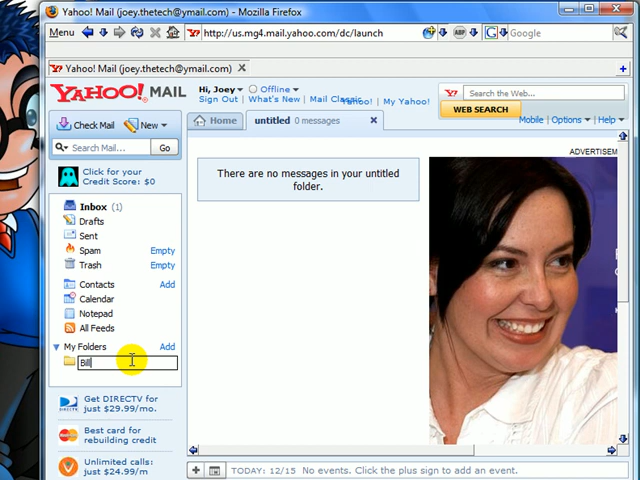 Yahoo! Mail (joey.thetech@ymail.com) - Mozilla Firefox
Menu
http://us.mg4.mail.yahoo.com/dc/launch
ABP
G
Google
Yahoo! Mail (joey.thetech@ymail.com)
YAHOO! MAIL
Hi, Joey
Offline
Sign Out | What's New | Mail Classic
Yahoo! | My Yahoo!
Y!
Search the Web...
WEB SEARCH
Mobile | Options | Help
Check Mail
New
Home
untitled 0 messages
Search Mail...
Go
ADVERTISEM
There are no messages in your untitled
folder.
Click for your
Credit Score: $0
Inbox (1)
Drafts
Sent
Spam Empty
Trash Empty
Contacts Add
Calendar
Notepad
All Feeds
My Folders Add
Bill
Get DIRECTV for
just $29.99/mo.
Best card for
rebuilding credit
Unlimited calls:
just $24.99/m
TODAY: 12/15 No events. Click the plus sign to add an event.